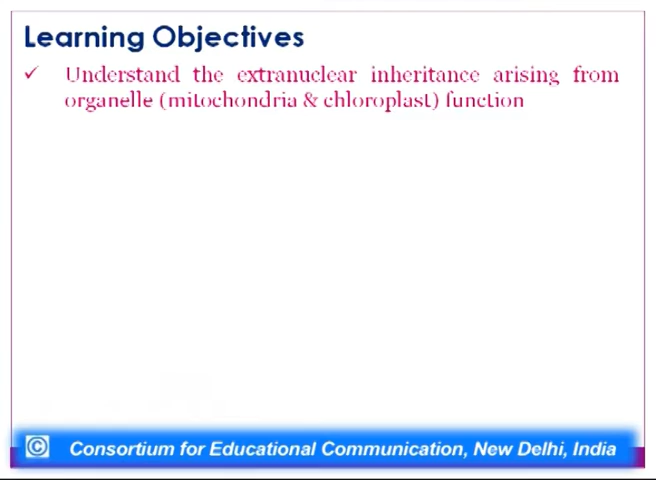 Learning Objectives
✓ Understand the extranuclear inheritance arising from
organelle (mitochondria & chloroplast) function
© Consortium for Educational Communication, New Delhi, India